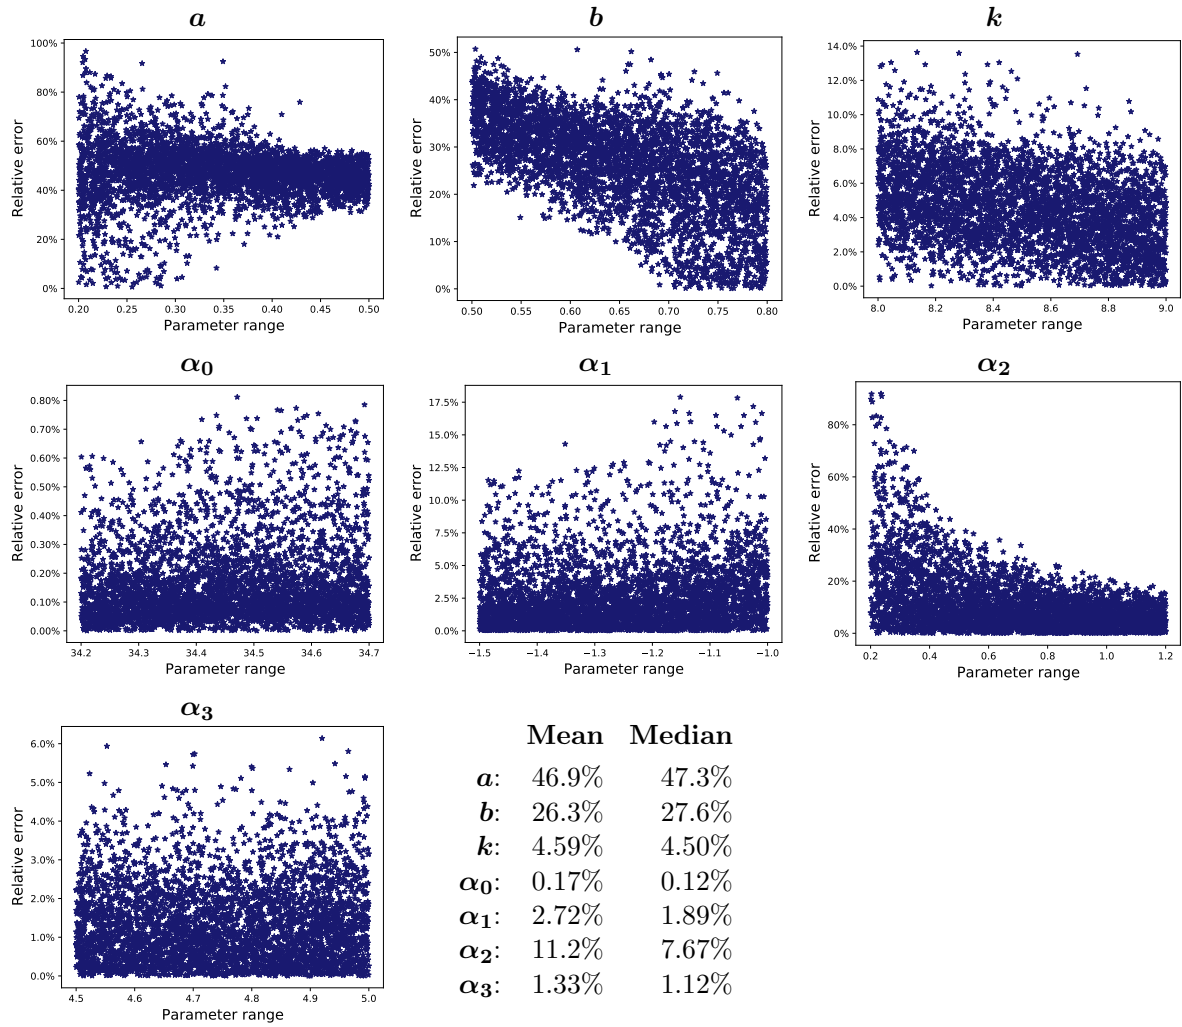 a
100%
80%
60%
40%
20%
0%
Relative error
0.20 0.25 0.30 0.35 0.40 0.45 0.50
Parameter range
b
50%
40%
30%
20%
10%
0%
Relative error
0.50 0.55 0.60 0.65 0.70 0.75 0.80
Parameter range
k
14.0%
12.0%
10.0%
8.0%
6.0%
4.0%
2.0%
0.0%
Relative error
8.0 8.2 8.4 8.6 8.8 9.0
Parameter range
α₀
0.80%
0.70%
0.60%
0.50%
0.40%
0.30%
0.20%
0.10%
0.00%
Relative error
34.2 34.3 34.4 34.5 34.6 34.7
Parameter range
α₁
17.5%
15.0%
12.5%
10.0%
7.5%
5.0%
2.5%
0.0%
Relative error
−1.5 −1.4 −1.3 −1.2 −1.1 −1.0
Parameter range
α₂
80%
60%
40%
20%
0%
Relative error
0.2 0.4 0.6 0.8 1.0 1.2
Parameter range
α₃
6.0%
5.0%
4.0%
3.0%
2.0%
1.0%
0.0%
Relative error
4.5 4.6 4.7 4.8 4.9 5.0
Parameter range
Mean Median
a: 46.9% 47.3%
b: 26.3% 27.6%
k: 4.59% 4.50%
α₀: 0.17% 0.12%
α₁: 2.72% 1.89%
α₂: 11.2% 7.67%
α₃: 1.33% 1.12%